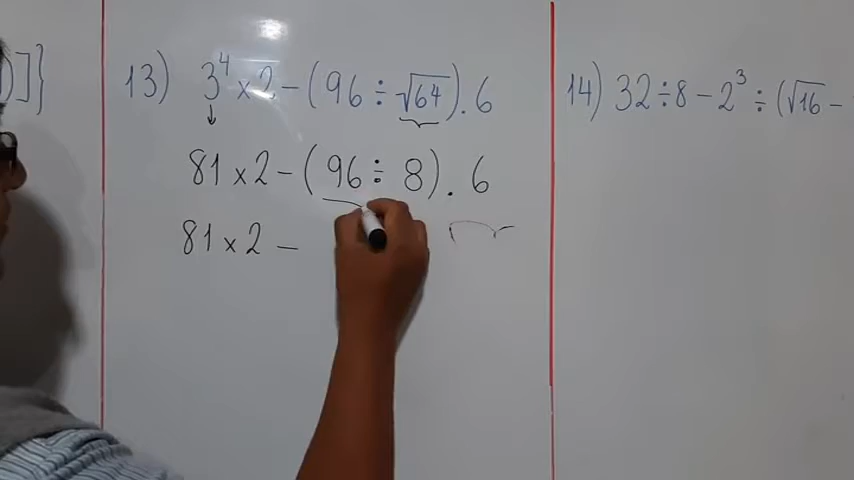 )]}
13) 3⁴ × 2 - (96 ÷ √64) . 6
81 × 2 - (96 ÷ 8) . 6
81 × 2 -
14) 32 ÷ 8 - 2³ ÷ (√16 -